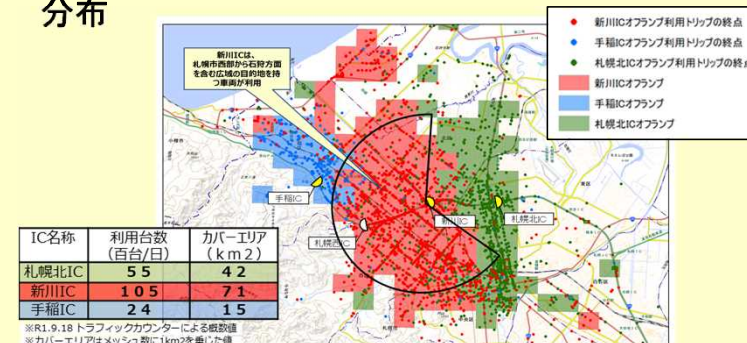 分布
新川ICオフランプ利用トリップの終点
手稲ICオフランプ利用トリップの終点
札幌北ICオフランプ利用トリップの終点
新川ICオフランプ
手稲ICオフランプ
札幌北ICオフランプ
新川ICは、
札幌市西部から石狩方面
を含む広域の目的地を持
つ車両が利用
手稲IC
新川IC
札幌北IC
札幌西IC
IC名称 利用台数(百台/日) カバーエリア(km2)
札幌北IC 55 42
新川IC 105 71
手稲IC 24 15
※R1.9.18 トラフィックカウンターによる概数値
※カバーエリアはメッシュ数に1km2を乗じた値